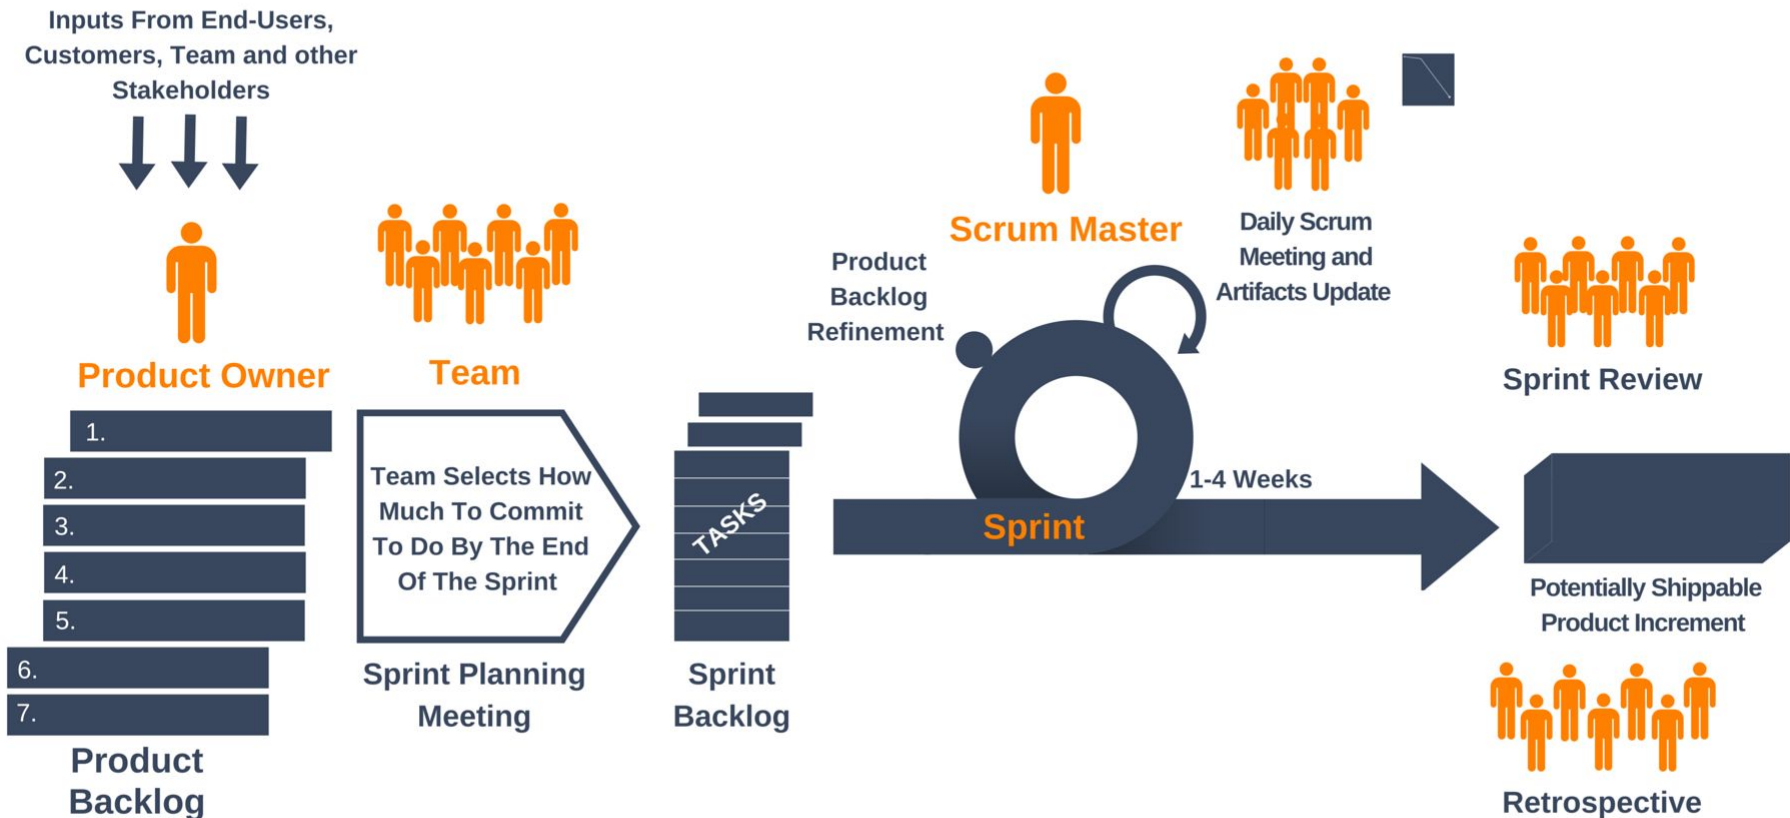 Inputs From End-Users,
Customers, Team and other
Stakeholders
Product Owner
1.
2.
3.
4.
5.
6.
7.
Product
Backlog
Team
Team Selects How
Much To Commit
To Do By The End
Of The Sprint
Sprint Planning
Meeting
TASKS
Sprint
Backlog
Product
Backlog
Refinement
Scrum Master
Daily Scrum
Meeting and
Artifacts Update
1-4 Weeks
Sprint
Sprint Review
Potentially Shippable
Product Increment
Retrospective